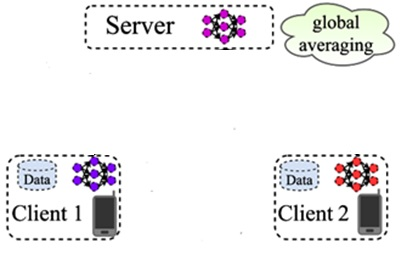 Server
global
averaging
Data
Client 1
Data
Client 2